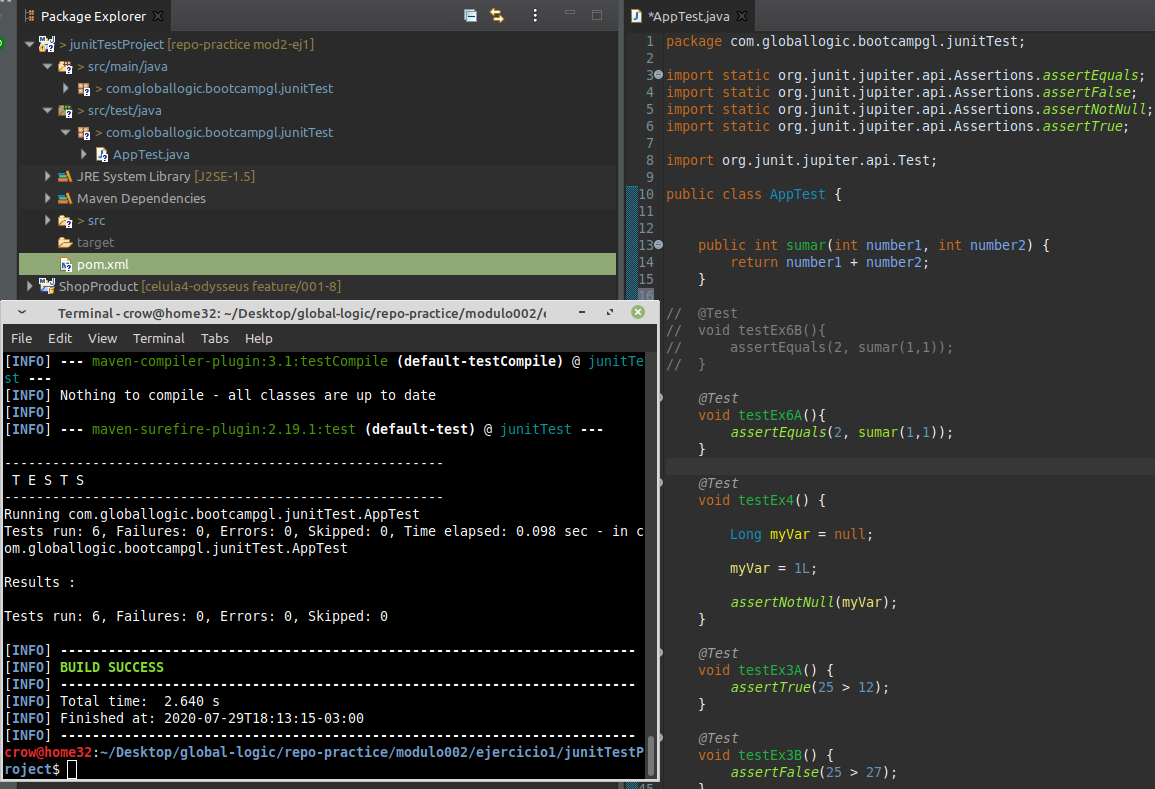 Package Explorer
> junitTestProject [repo-practice mod2-ej1]
> src/main/java
> com.globallogic.bootcampgl.junitTest
> src/test/java
> com.globallogic.bootcampgl.junitTest
AppTest.java
JRE System Library [J2SE-1.5]
Maven Dependencies
> src
target
pom.xml
ShopProduct [celula4-odysseus feature/001-8]
Terminal - crow@home32: ~/Desktop/global-logic/repo-practice/modulo002/e
File Edit View Terminal Tabs Help
[INFO] --- maven-compiler-plugin:3.1:testCompile (default-testCompile) @ junitTe
st ---
[INFO] Nothing to compile - all classes are up to date
[INFO]
[INFO] --- maven-surefire-plugin:2.19.1:test (default-test) @ junitTest ---
-------------------------------------------------------
T E S T S
-------------------------------------------------------
Running com.globallogic.bootcampgl.junitTest.AppTest
Tests run: 6, Failures: 0, Errors: 0, Skipped: 0, Time elapsed: 0.098 sec - in c
om.globallogic.bootcampgl.junitTest.AppTest
Results :
Tests run: 6, Failures: 0, Errors: 0, Skipped: 0
[INFO] ------------------------------------------------------------------------
[INFO] BUILD SUCCESS
[INFO] ------------------------------------------------------------------------
[INFO] Total time:  2.640 s
[INFO] Finished at: 2020-07-29T18:13:15-03:00
[INFO] ------------------------------------------------------------------------
crow@home32:~/Desktop/global-logic/repo-practice/modulo002/ejercicio1/junitTestP
roject$
*AppTest.java
1 package com.globallogic.bootcampgl.junitTest;
2
3 import static org.junit.jupiter.api.Assertions.assertEquals;
4 import static org.junit.jupiter.api.Assertions.assertFalse;
5 import static org.junit.jupiter.api.Assertions.assertNotNull;
6 import static org.junit.jupiter.api.Assertions.assertTrue;
7
8 import org.junit.jupiter.api.Test;
9
10 public class AppTest {
11
12
13 public int sumar(int number1, int number2) {
14 return number1 + number2;
15 }
16
// @Test
// void testEx6B(){
// assertEquals(2, sumar(1,1));
// }
@Test
void testEx6A(){
assertEquals(2, sumar(1,1));
}
@Test
void testEx4() {
Long myVar = null;
myVar = 1L;
assertNotNull(myVar);
}
@Test
void testEx3A() {
assertTrue(25 > 12);
}
@Test
void testEx3B() {
assertFalse(25 > 27);
45 }